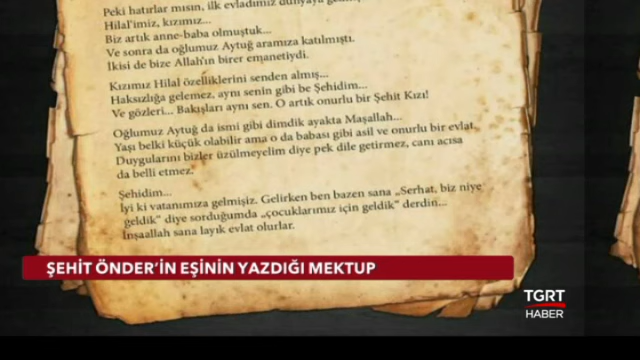 Peki hatırlar mısın, ilk evladımız dünyaya
Hilal'imiz, kızımız...
Biz artık anne-baba olmuştuk...
Ve sonra da oğlumuz Aytuğ aramıza katılmıştı.
İkisi de bize Allah'ın birer emanetiydi.
Kızımız Hilal özelliklerini senden almış...
Haksızlığa gelemez, aynı senin gibi be Şehidim...
Ve gözleri... Bakışları aynı sen. O artık onurlu bir Şehit Kızı!
Oğlumuz Aytuğ da ismi gibi dimdik ayakta Maşallah...
Yaşı belki küçük olabilir ama o da babası gibi asil ve onurlu bir evlat.
Duygularını bizler üzülmeyelim diye pek dile getirmez, canı acısa
da belli etmez.
Şehidim...
İyi ki vatanımıza gelmişiz. Gelirken ben bazen sana „Serhat, biz niye
geldik" diye sorduğumda „çocuklarımız için geldik" derdin...
İnşaallah sana layık evlat olurlar.
ŞEHİT ÖNDER'İN EŞİNİN YAZDIĞI MEKTUP
TGRT
HABER